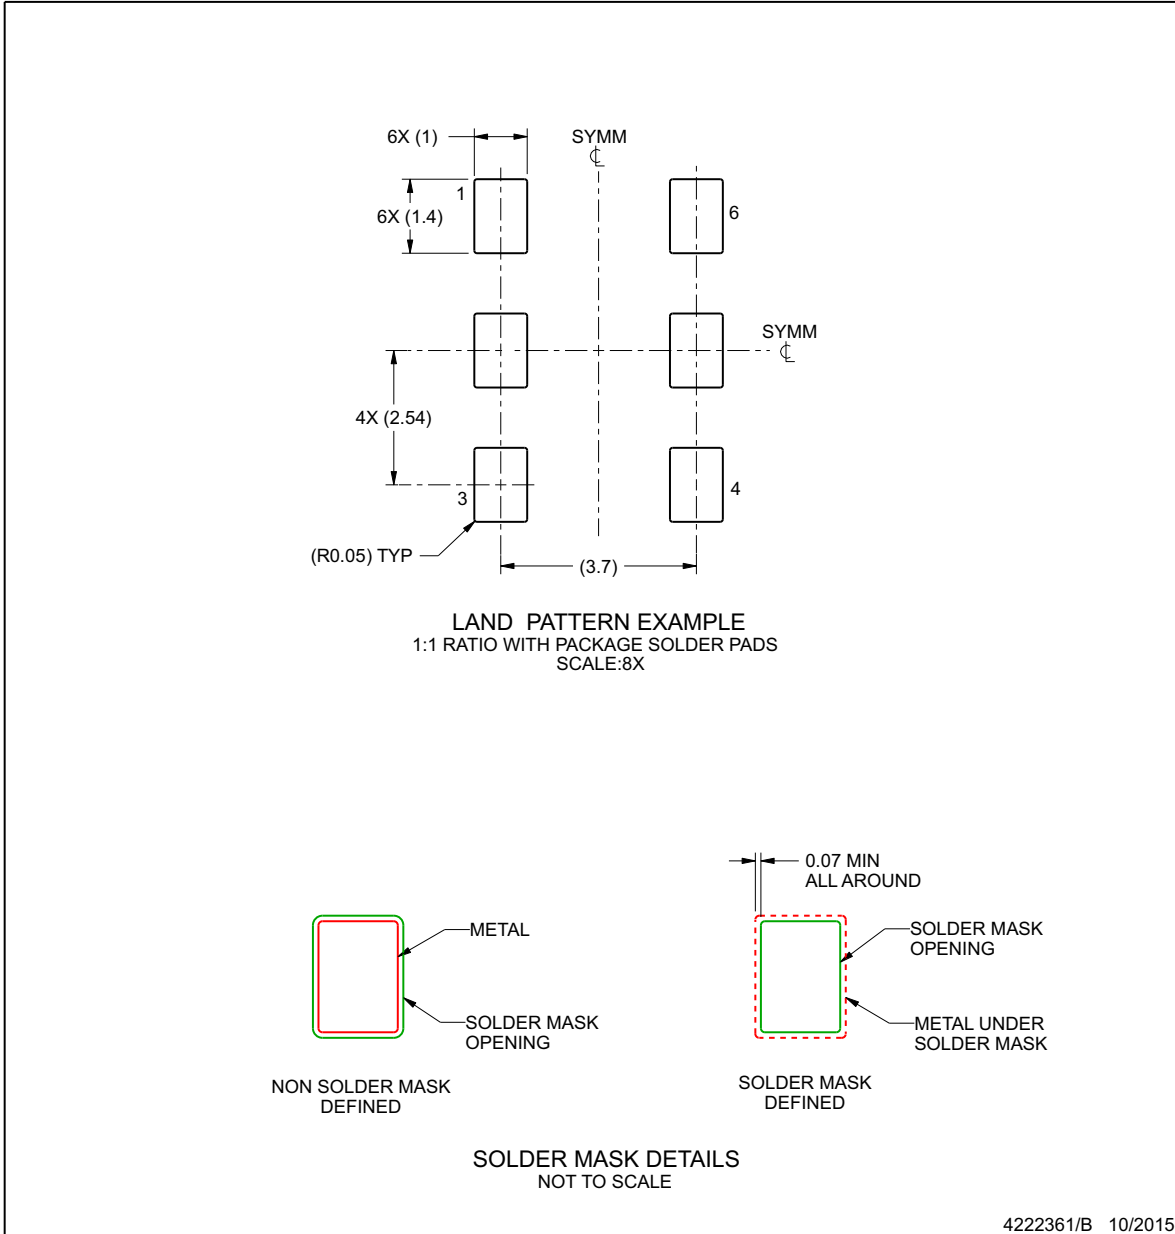 6X (1)
SYMM
1
6X (1.4)
6
SYMM
4X (2.54)
3
4
(R0.05) TYP
(3.7)
LAND PATTERN EXAMPLE
1:1 RATIO WITH PACKAGE SOLDER PADS
SCALE:8X
0.07 MIN
ALL AROUND
METAL
SOLDER MASK
OPENING
SOLDER MASK
OPENING
METAL UNDER
SOLDER MASK
NON SOLDER MASK
DEFINED
SOLDER MASK
DEFINED
SOLDER MASK DETAILS
NOT TO SCALE
4222361/B 10/2015